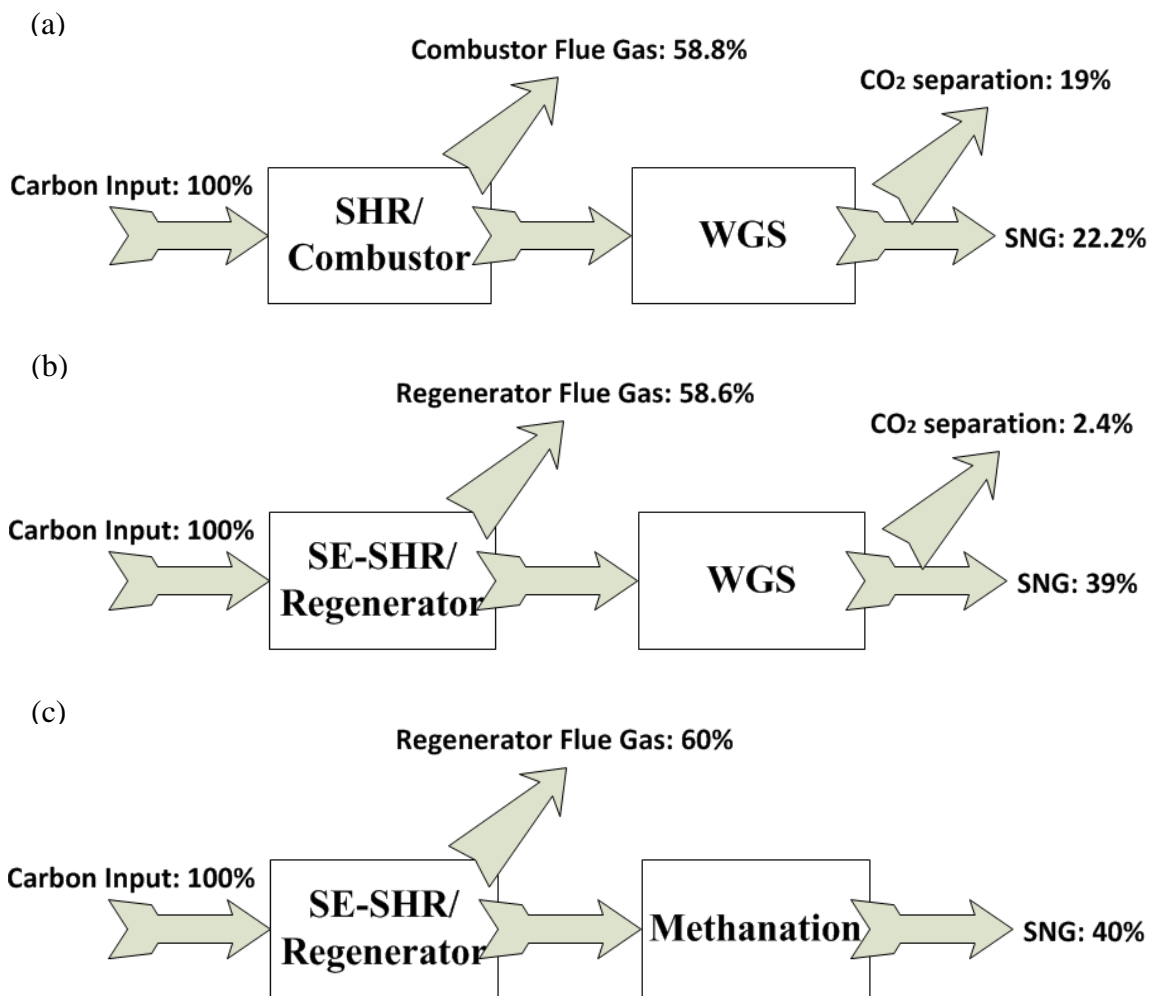 (a)
Combustor Flue Gas: 58.8%
CO₂ separation: 19%
Carbon Input: 100%
SHR/
Combustor
WGS
SNG: 22.2%
(b)
Regenerator Flue Gas: 58.6%
CO₂ separation: 2.4%
Carbon Input: 100%
SE-SHR/
Regenerator
WGS
SNG: 39%
(c)
Regenerator Flue Gas: 60%
Carbon Input: 100%
SE-SHR/
Regenerator
Methanation
SNG: 40%